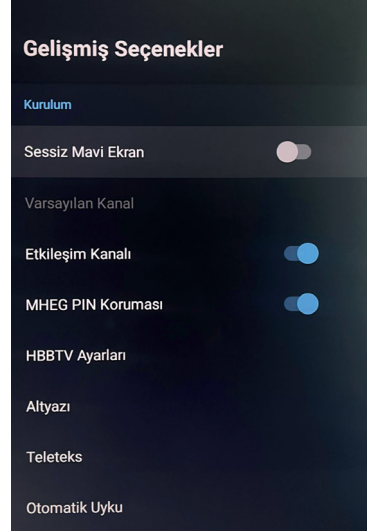 Gelişmiş Seçenekler
Kurulum
Sessiz Mavi Ekran
Varsayılan Kanal
Etkileşim Kanalı
MHEG PIN Koruması
HBBTV Ayarları
Altyazı
Teleteks
Otomatik Uyku